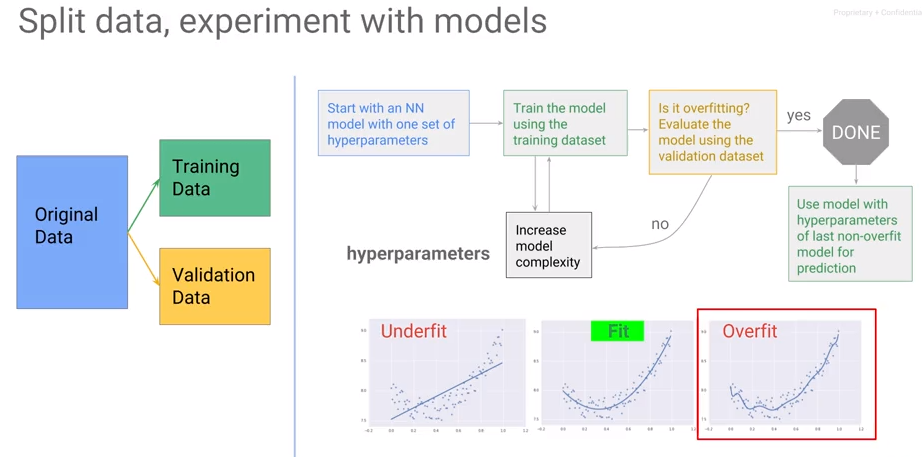 Split data, experiment with models
Proprietary + Confidential
Original
Data
Training
Data
Validation
Data
Start with an NN
model with one set of
hyperparameters
Train the model
using the
training dataset
Is it overfitting?
Evaluate the
model using the
validation dataset
yes
DONE
no
Increase
model
complexity
hyperparameters
Use model with
hyperparameters
of last non-overfit
model for
prediction
Underfit
Fit
Overfit